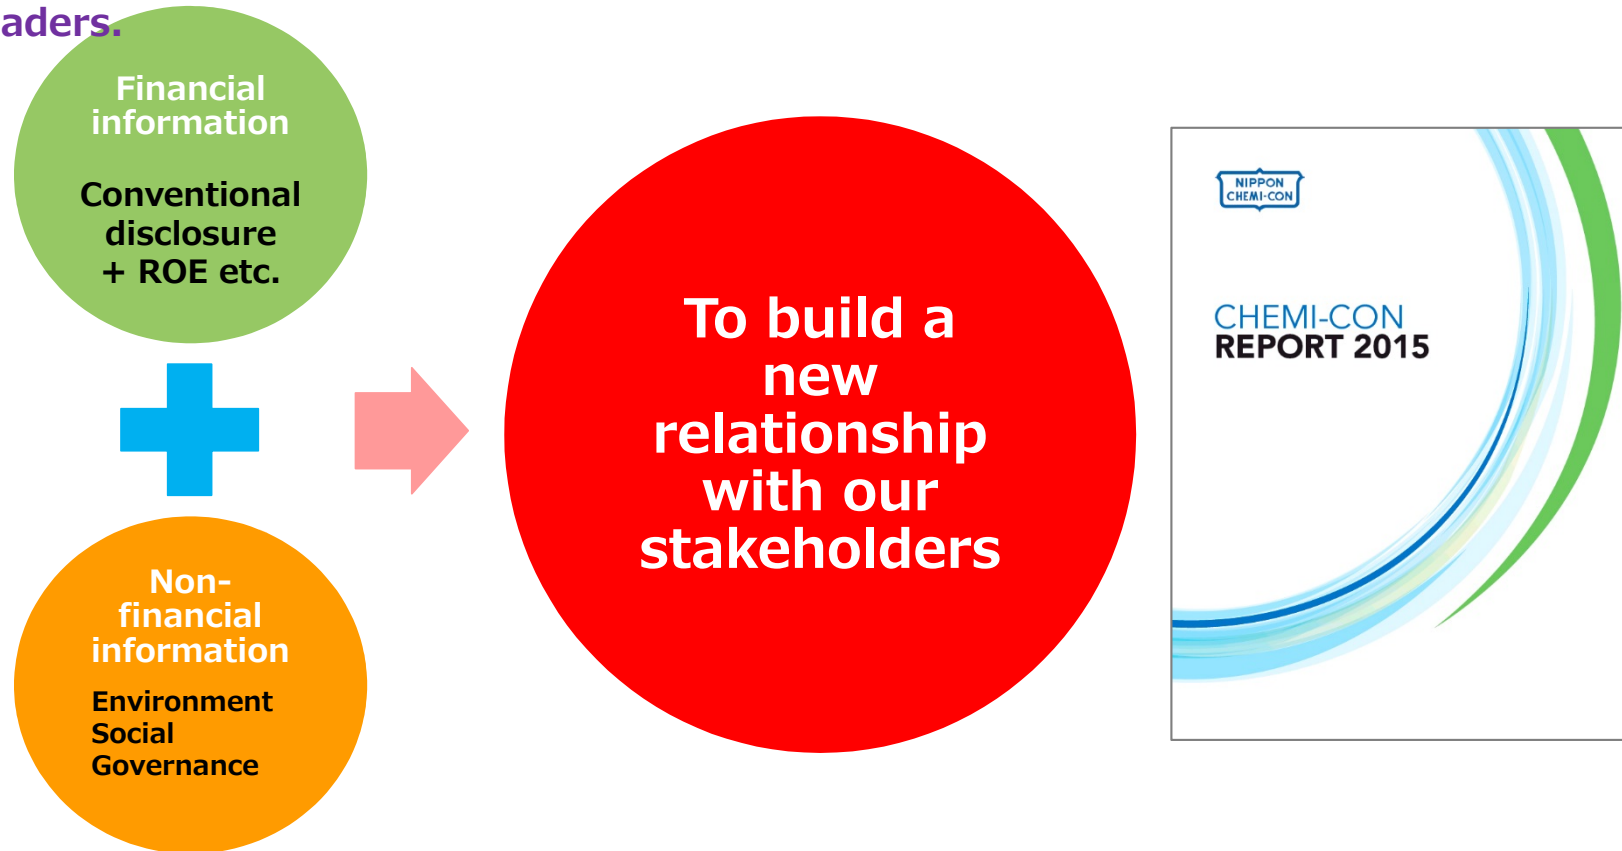 aders.
Financial
information
Conventional
disclosure
+ ROE etc.
Non-
financial
information
Environment
Social
Governance
To build a
new
relationship
with our
stakeholders
NIPPON
CHEMI-CON
CHEMI-CON
REPORT 2015